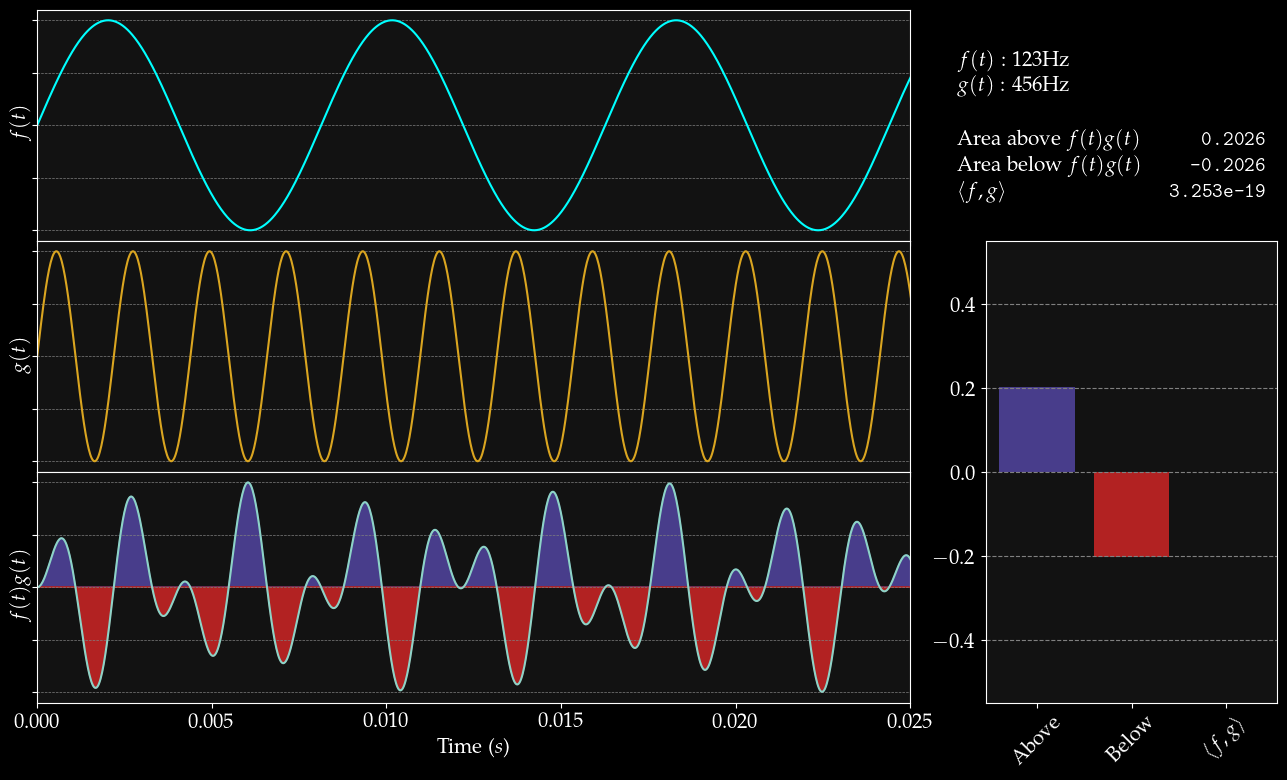 f(t)
g(t)
f(t)g(t)
0.000
0.005
0.010
0.015
0.020
0.025
Time (s)
f(t) : 123Hz
g(t) : 456Hz
Area above f(t)g(t) 0.2026
Area below f(t)g(t) -0.2026
⟨f,g⟩ 3.253e-19
0.4
0.2
0.0
−0.2
−0.4
Above
Below
⟨f,g⟩